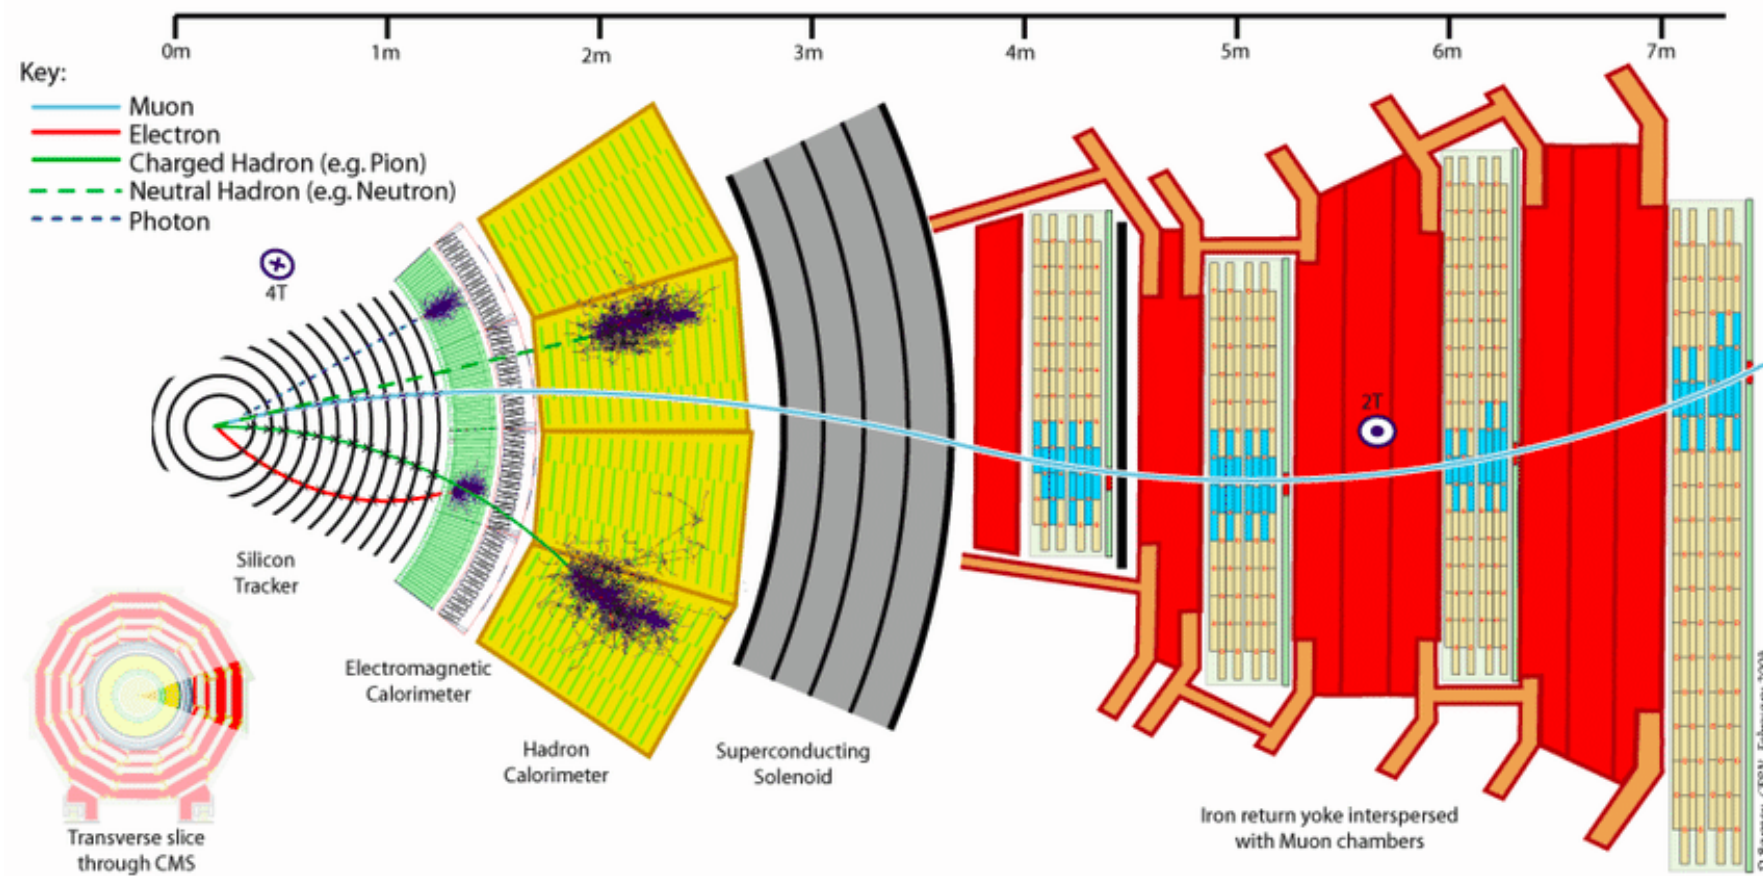 0m 1m 2m 3m 4m 5m 6m 7m
Key:
Muon
Electron
Charged Hadron (e.g. Pion)
Neutral Hadron (e.g. Neutron)
Photon
4T
2T
Silicon
Tracker
Electromagnetic
Calorimeter
Hadron
Calorimeter
Superconducting
Solenoid
Iron return yoke interspersed
with Muon chambers
Transverse slice
through CMS